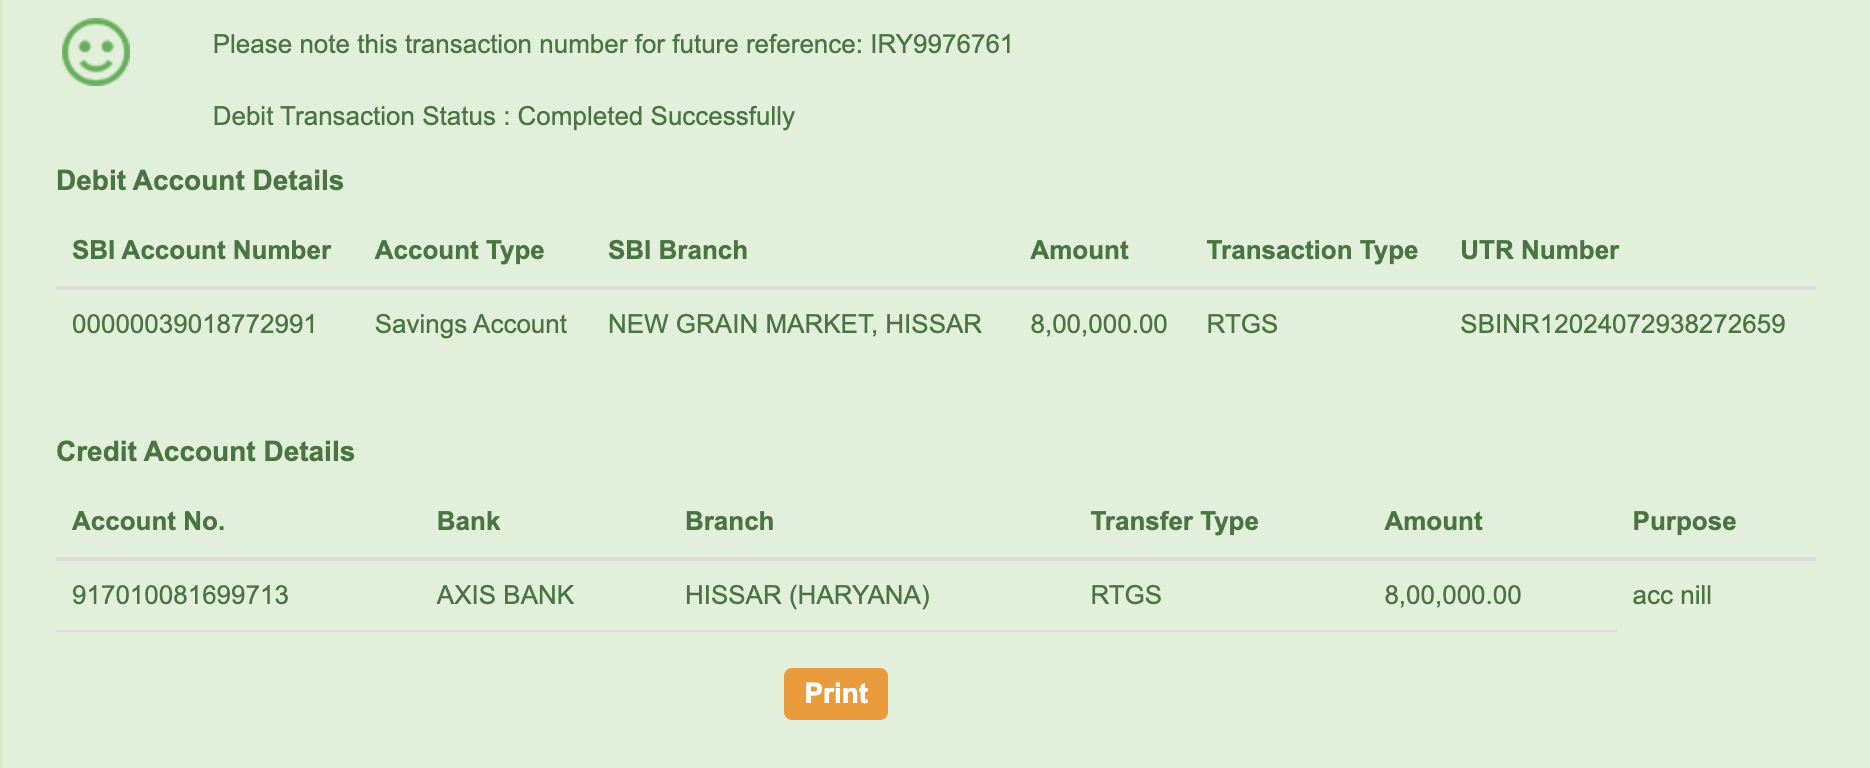 Please note this transaction number for future reference: IRY9976761
Debit Transaction Status : Completed Successfully
Debit Account Details
SBI Account Number Account Type SBI Branch Amount Transaction Type UTR Number
00000039018772991 Savings Account NEW GRAIN MARKET, HISSAR 8,00,000.00 RTGS SBINR12024072938272659
Credit Account Details
Account No. Bank Branch Transfer Type Amount Purpose
917010081699713 AXIS BANK HISSAR (HARYANA) RTGS 8,00,000.00 acc nill
Print